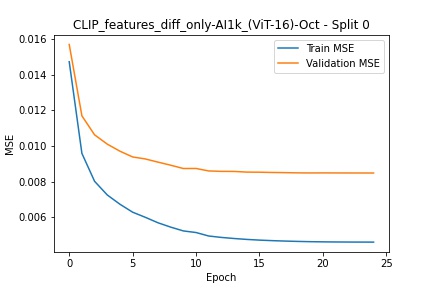 CLIP_features_diff_only-AI1k_(ViT-16)-Oct - Split 0
0.016
0.014
0.012
0.010
0.008
0.006
MSE
Train MSE
Validation MSE
0 5 10 15 20 25
Epoch